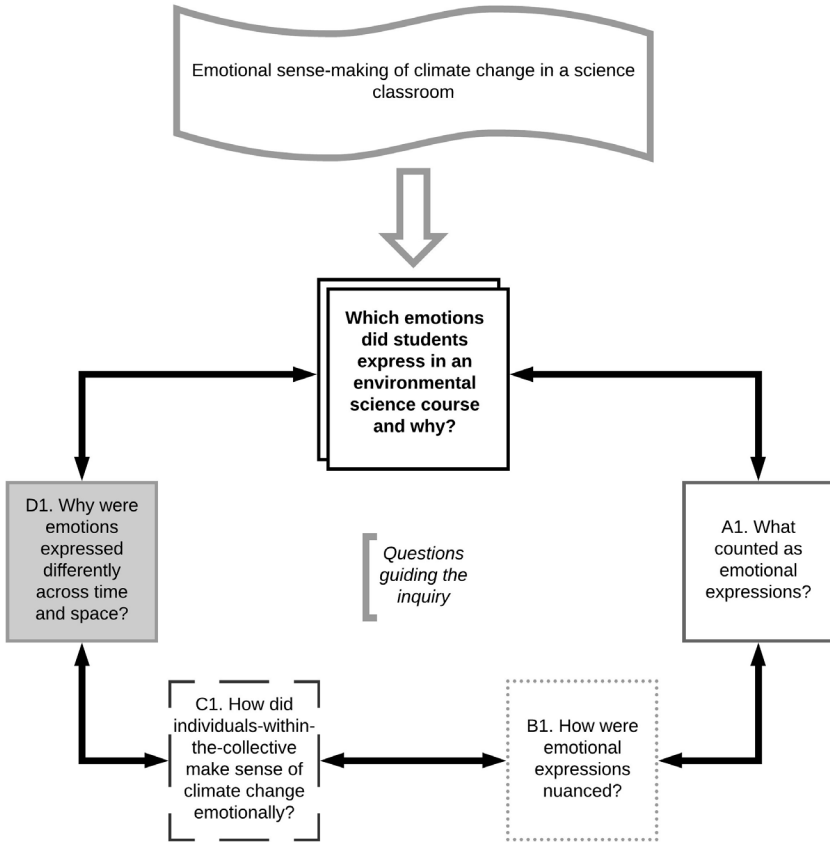 Emotional sense-making of climate change in a science
classroom
Which emotions
did students
express in an
environmental
science course
and why?
D1. Why were
emotions
expressed
differently
across time
and space?
Questions
guiding the
inquiry
A1. What
counted as
emotional
expressions?
C1. How did
individuals-within-
the-collective
make sense of
climate change
emotionally?
B1. How were
emotional
expressions
nuanced?